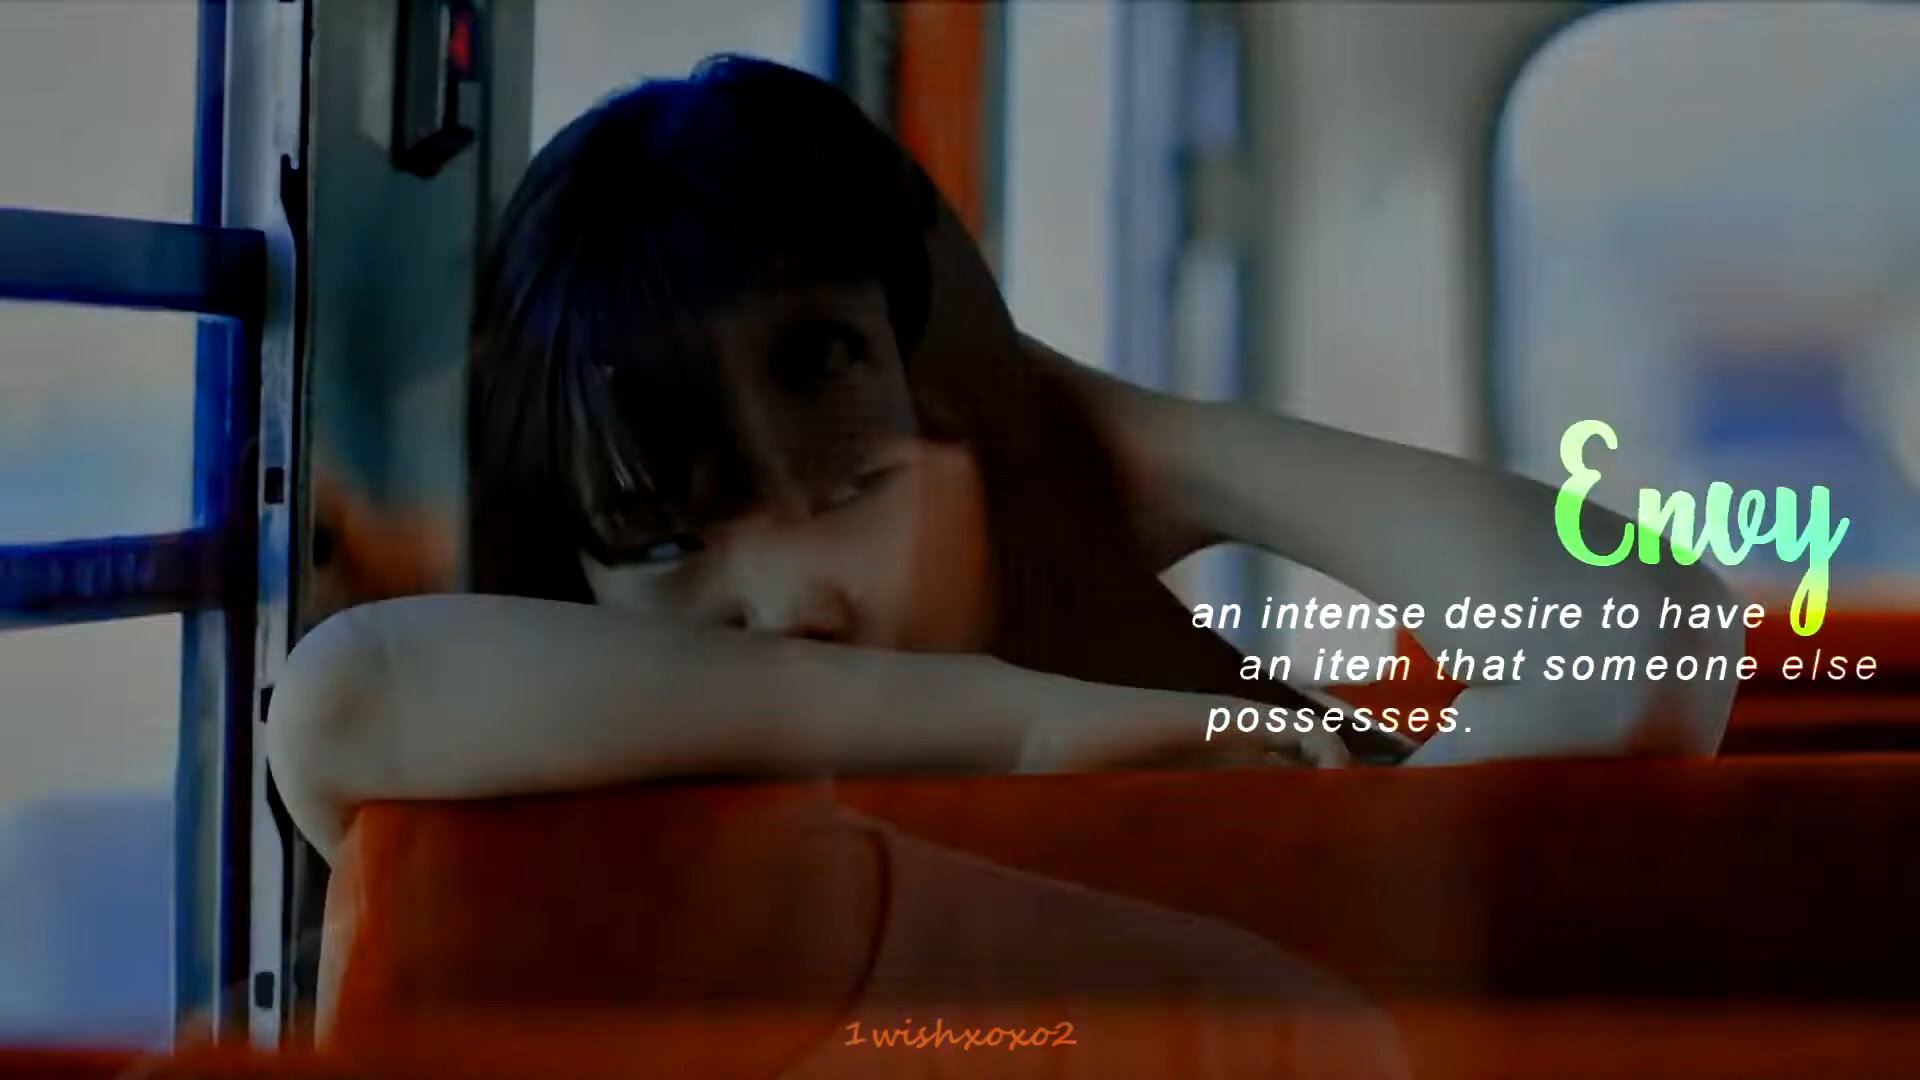 Envy
an intense desire to have
an item that someone else
possesses.
1wishxoxo2